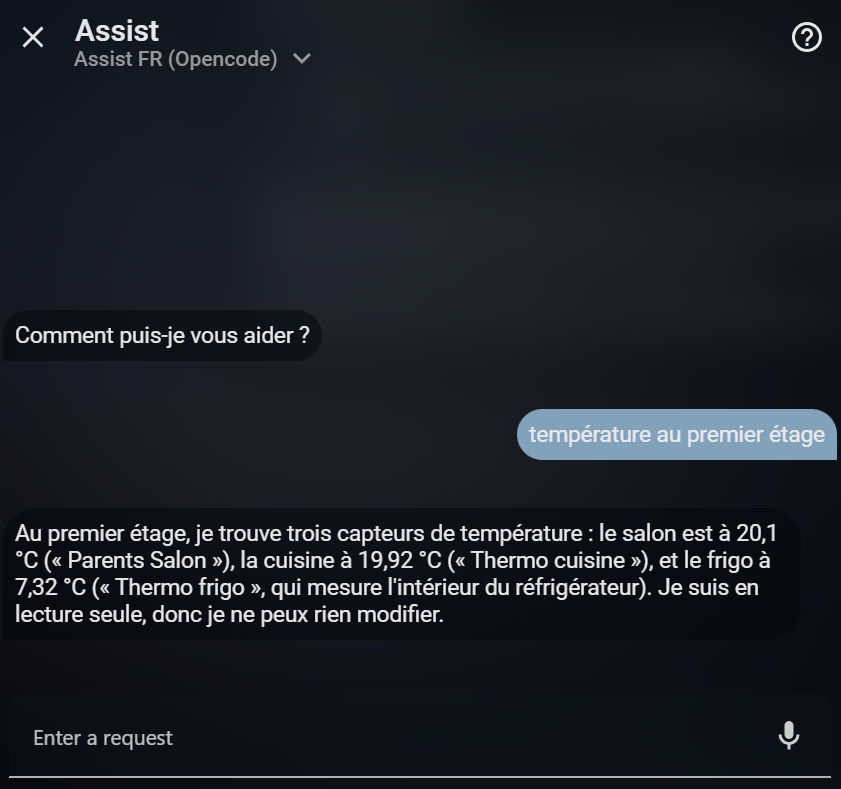 Assist
Assist FR (Opencode)
Comment puis-je vous aider ?
température au premier étage
Au premier étage, je trouve trois capteurs de température : le salon est à 20,1
°C (« Parents Salon »), la cuisine à 19,92 °C (« Thermo cuisine »), et le frigo à
7,32 °C (« Thermo frigo », qui mesure l'intérieur du réfrigérateur). Je suis en
lecture seule, donc je ne peux rien modifier.
Enter a request